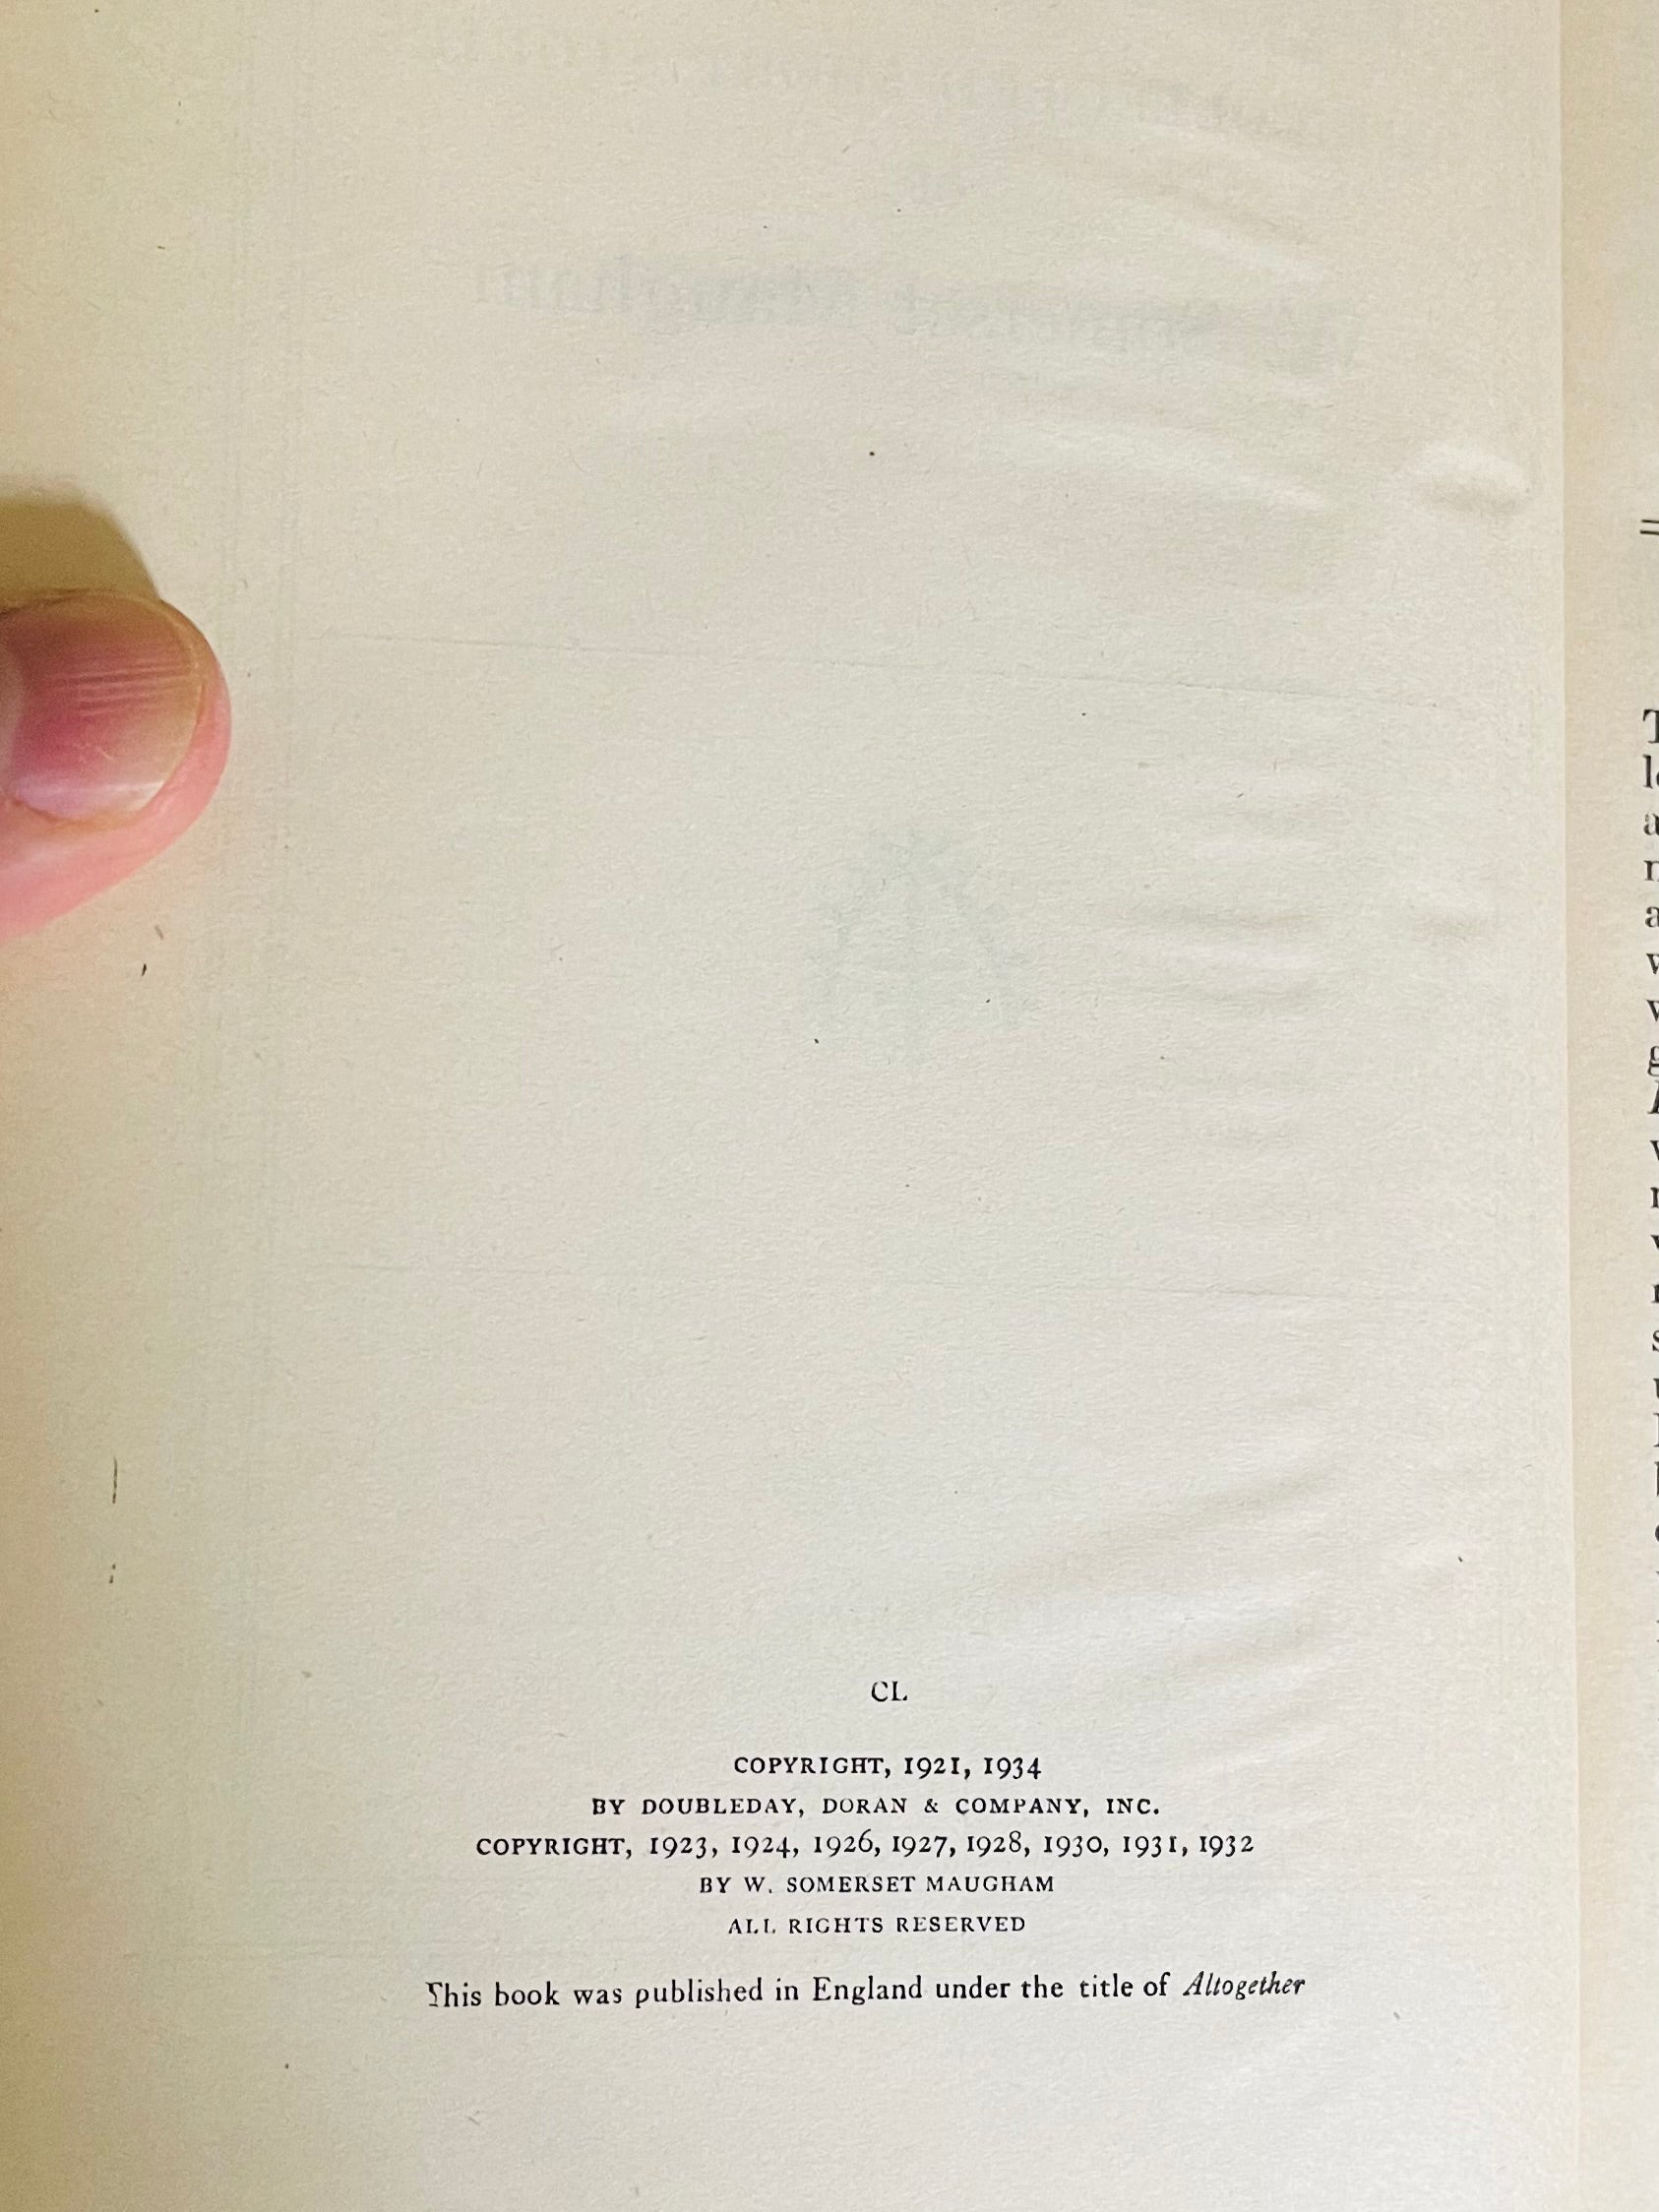 CL
COPYRIGHT, 1921, 1934
BY DOUBLEDAY, DORAN & COMPANY, INC.
COPYRIGHT, 1923, 1924, 1926, 1927, 1928, 1930, 1931, 1932
BY W. SOMERSET MAUGHAM
ALL RIGHTS RESERVED
This book was published in England under the title of Altogether